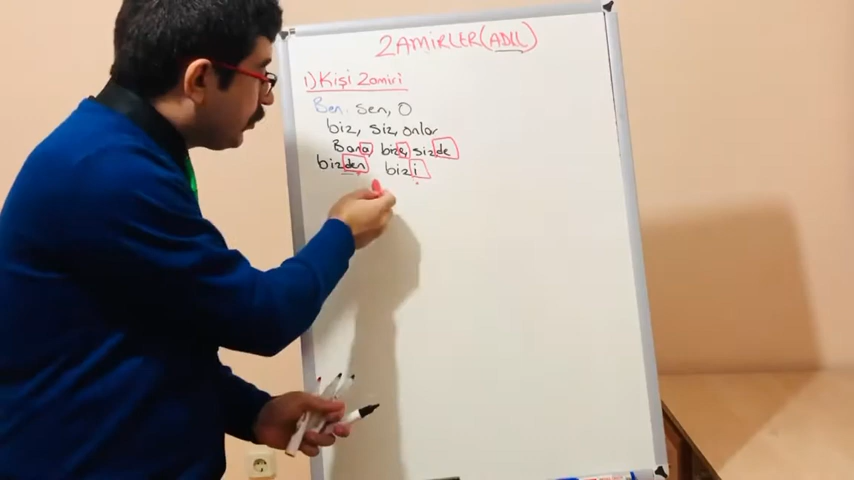 ZAMİRLER (ADIL)
1) Kişi Zamiri
Ben, sen, O
biz, siz, onlar
Bana bize, sizde
bizden bizi